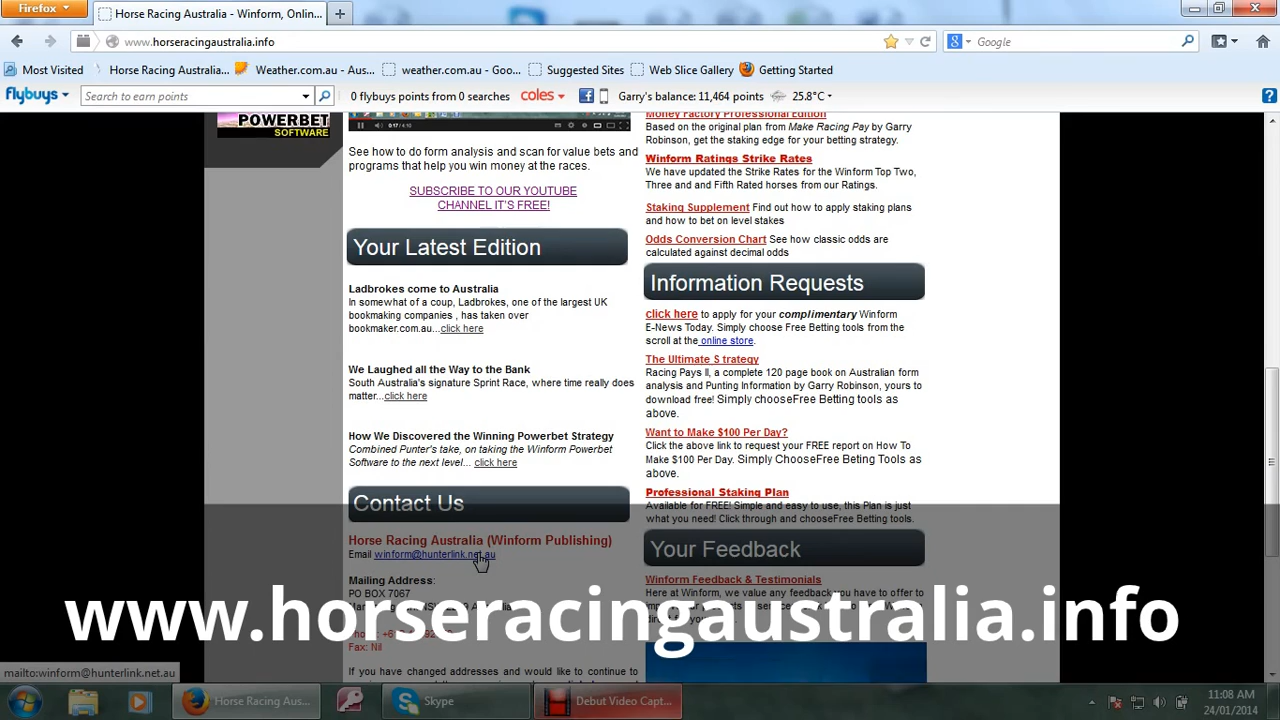 Firefox
Horse Racing Australia - Winform, Onlin...
www.horseracingaustralia.info
Google
Most Visited
Horse Racing Australia...
Weather.com.au - Aus...
weather.com.au - Goo...
Suggested Sites
Web Slice Gallery
Getting Started
flybuys
Search to earn points
0 flybuys points from 0 searches
coles
Garry's balance: 11,464 points
25.8°C
POWERBET
SOFTWARE
0:17 / 4:10
See how to do form analysis and scan for value bets and
programs that help you win money at the races.
SUBSCRIBE TO OUR YOUTUBE
CHANNEL IT'S FREE!
Your Latest Edition
Ladbrokes come to Australia
In somewhat of a coup, Ladbrokes, one of the largest UK
bookmaking companies , has taken over
bookmaker.com.au...click here
We Laughed all the Way to the Bank
South Australia's signature Sprint Race, where time really does
matter...click here
How We Discovered the Winning Powerbet Strategy
Combined Punter's take, on taking the Winform Powerbet
Software to the next level... click here
Contact Us
Horse Racing Australia (Winform Publishing)
Email winform@hunterlink.net.au
Mailing Address:
PO BOX 7067
Fax: Nil
If you have changed addresses and would like to continue to
Money Factory Professional Edition
Based on the original plan from Make Racing Pay by Garry
Robinson, get the staking edge for your betting strategy.
Winform Ratings Strike Rates
We have updated the Strike Rates for the Winform Top Two,
Three and and Fifth Rated horses from our Ratings.
Staking Supplement Find out how to apply staking plans
and how to bet on level stakes
Odds Conversion Chart See how classic odds are
calculated against decimal odds
Information Requests
click here to apply for your complimentary Winform
E-News Today. Simply choose Free Betting tools from the
scroll at the online store.
The Ultimate S trategy
Racing Pays II, a complete 120 page book on Australian form
analysis and Punting Information by Garry Robinson, yours to
download free! Simply chooseFree Betting tools as
above.
Want to Make $100 Per Day?
Click the above link to request your FREE report on How To
Make $100 Per Day. Simply ChooseFree Beting Tools as
above.
Professional Staking Plan
Available for FREE! Simple and easy to use, this Plan is just
what you need! Click through and chooseFree Betting tools.
Your Feedback
Winform Feedback & Testimonials
Here at Winform, we value any feedback you have to offer to
www.horseracingaustralia.info
mailto:winform@hunterlink.net.au
Horse Racing Aus...
Skype
Debut Video Capt...
11:08 AM
24/01/2014